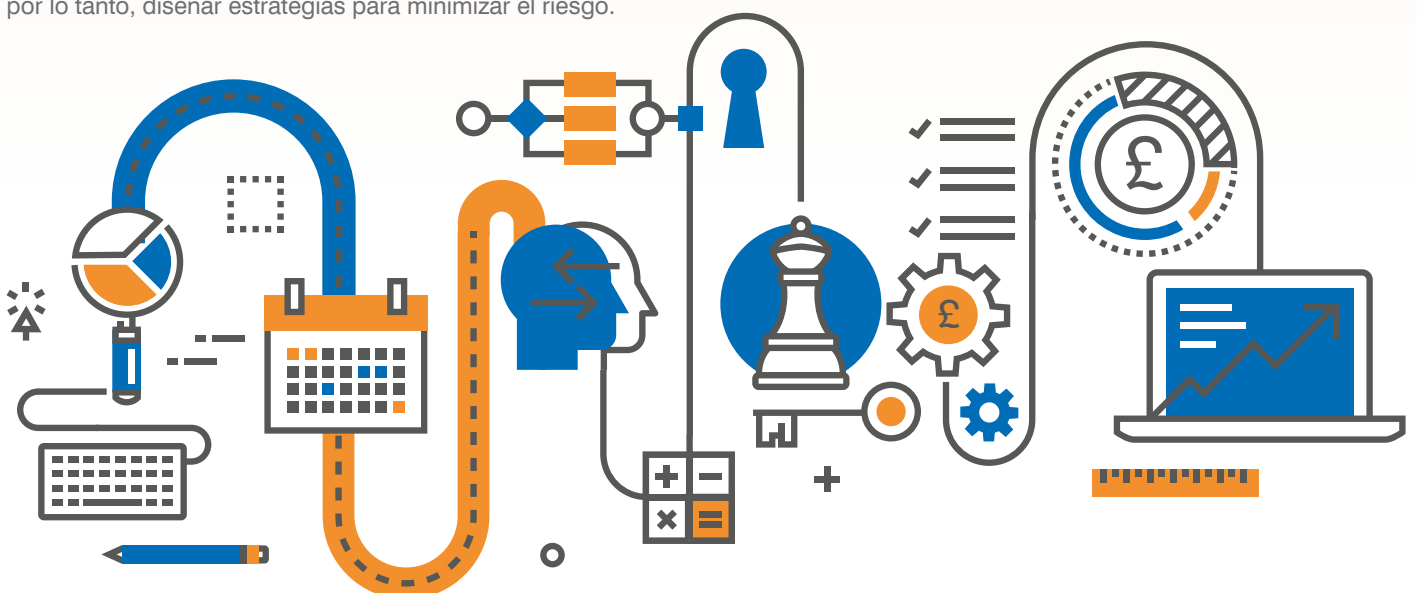 por lo tanto, diseñar estrategias para minimizar el riesgo.
£
£